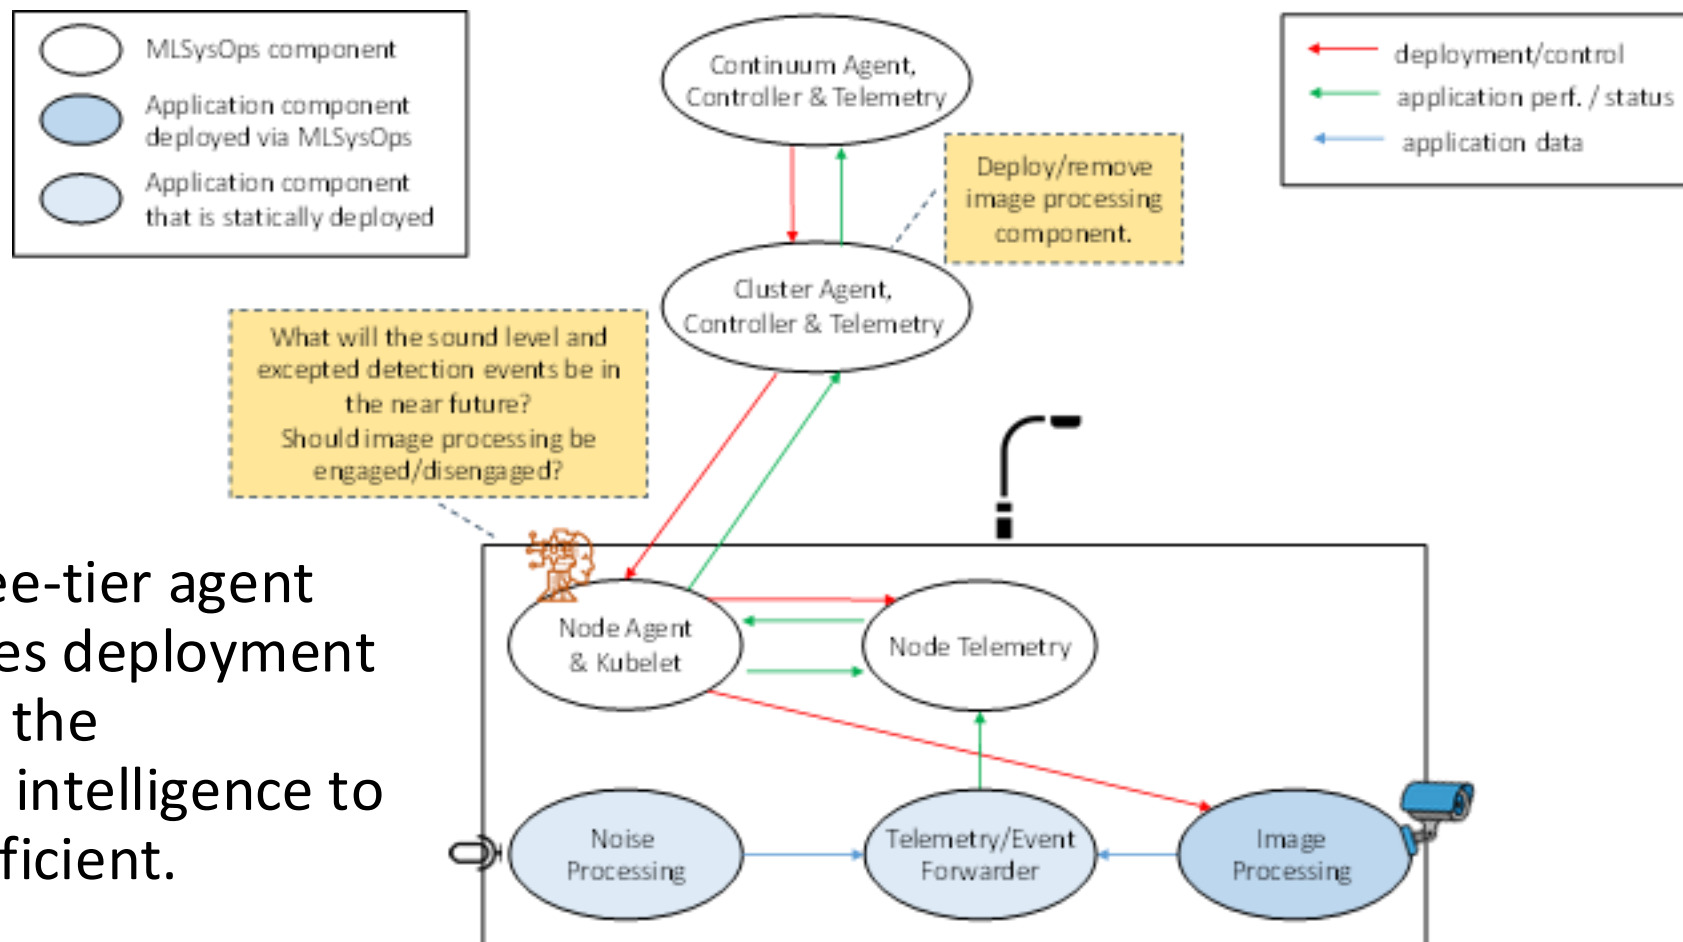 MLSysOps component
Application component
deployed via MLSysOps
Application component
that is statically deployed
Continuum Agent,
Controller & Telemetry
deployment/control
application perf. / status
application data
Deploy/remove
image processing
component.
Cluster Agent,
Controller & Telemetry
What will the sound level and
excepted detection events be in
the near future?
Should image processing be
engaged/disengaged?
ee-tier agent
es deployment
the
intelligence to
ficient.
Node Agent
& Kubelet
Node Telemetry
Noise
Processing
Telemetry/Event
Forwarder
Image
Processing